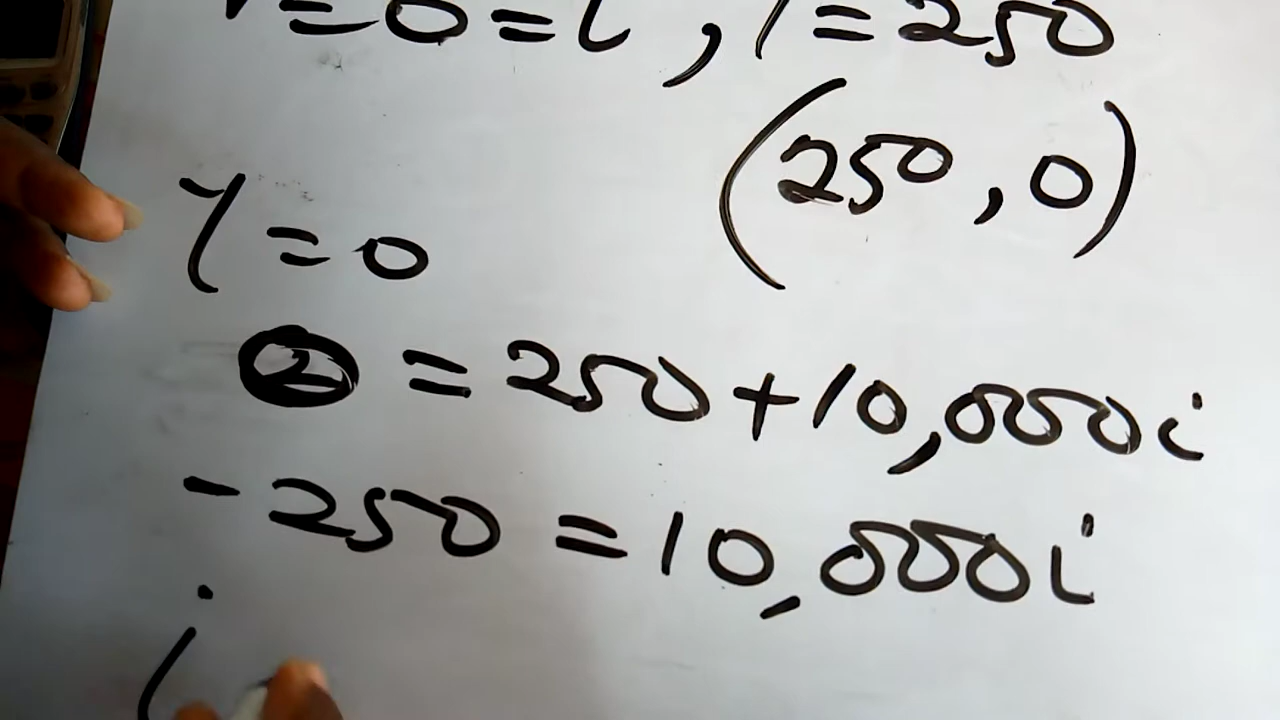 =0=i, Y=250
(250,0)
Y=0
0=250+10,000i
-250=10,000i
i